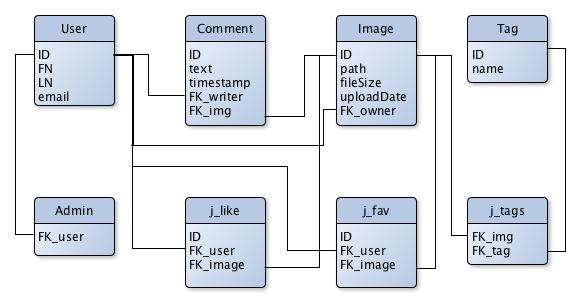 User
ID
FN
LN
email
Comment
ID
text
timestamp
FK_writer
FK_img
Image
ID
path
fileSize
uploadDate
FK_owner
Tag
ID
name
Admin
FK_user
j_like
ID
FK_user
FK_image
j_fav
ID
FK_user
FK_image
j_tags
FK_img
FK_tag